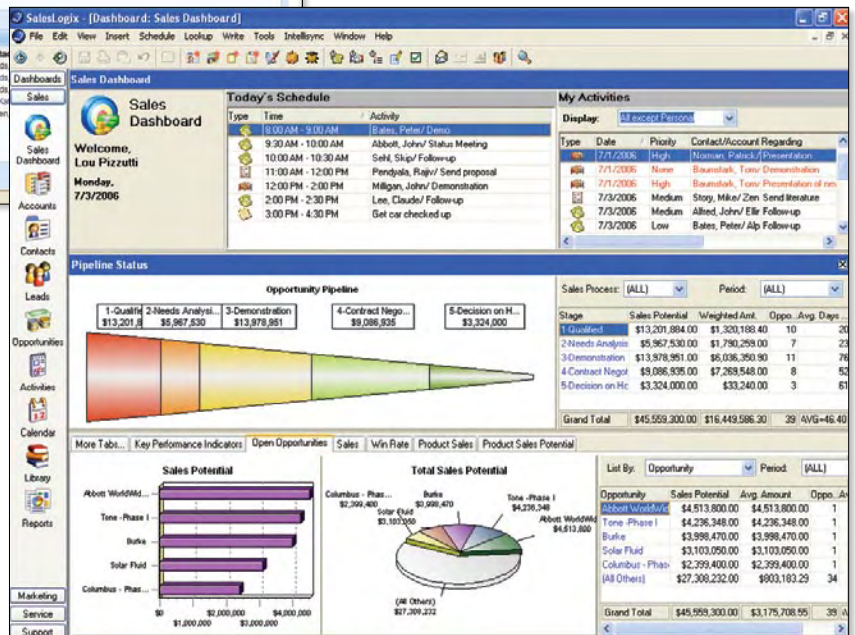 SalesLogix - [Dashboard: Sales Dashboard]
File Edit View Insert Schedule Lookup Write Tools Intellisync Window Help
Dashboards
Sales
Sales Dashboard
Accounts
Contacts
Leads
Opportunities
Activities
Calendar
Library
Reports
Marketing
Service
Support
Sales Dashboard
Sales
Dashboard
Welcome,
Lou Pizzutti
Monday,
7/3/2006
Today's Schedule
Type Time / Activity
8:00 AM - 9:00 AM Bates, Peter/ Demo
9:30 AM - 10:00 AM Abbott, John/ Status Meeting
10:00 AM - 10:30 AM Sehl, Skip/ Follow-up
11:00 AM - 12:00 PM Pendyala, Rajiv/ Send proposal
12:00 PM - 2:00 PM Milligan, John/ Demonstration
2:00 PM - 2:30 PM Lee, Claude/ Follow-up
3:00 PM - 4:30 PM Get car checked up
My Activities
Display: All except Persona
Type Date / Priority Contact/Account Regarding
7/1/2006 High Norman, Patrick/ Presentation
7/1/2006 None Baumstark, Tom/ Demonstration
7/1/2006 High Baumstark, Tom/ Presentation of
7/3/2006 Medium Story, Mike/ Zen Send literature
7/3/2006 Medium Alfred, John/ Ellir Follow-up
7/3/2006 Low Bates, Peter/ Alp Follow-up
Pipeline Status
Opportunity Pipeline
1-Qualifie
$13,201,8
2-Needs Analysi...
$5,967,530
3-Demonstration
$13,978,951
4-Contract Nego...
$9,086,935
5-Decision on H...
$3,324,000
Sales Process: (ALL) Period: (ALL)
Stage Sales Potential Weighted Amt. Oppo... Avg. Days ...
1-Qualified $13,201,884.00 $1,320,188.40 10 20
2-Needs Analysis $5,967,530.00 $1,790,259.00 7 23
3-Demonstration $13,978,951.00 $6,036,350.90 11 76
4-Contract Negot $9,086,935.00 $7,269,548.00 8 52
5-Decision on Hc $3,324,000.00 $33,240.00 3 61
Grand Total $45,559,300.00 $16,449,586.30 39 AVG=46.40
More Tabs... Key Performance Indicators Open Opportunities Sales Win Rate Product Sales Product Sales Potential
Sales Potential
Abbott WorldWid...
Tone -Phase I
Burke
Solar Fluid
Columbus - Phas...
$0 $2,000,000 $4,000,000
$1,000,000 $3,000,000
Total Sales Potential
Columbus - Phas...
$2,399,400
Solar Fluid
$3,103,050
Burke
$3,998,470
Tone -Phase I
$4,236,348
Abbott WorldWid
$4,513,800
(All Others)
$27,308,232
List By: Opportunity Period: (ALL)
Opportunity Sales Potential Avg. Amount Oppo... Av
Abbott WorldWid $4,513,800.00 $4,513,800.00 1
Tone -Phase I $4,236,348.00 $4,236,348.00 1
Burke $3,998,470.00 $3,998,470.00 1
Solar Fluid $3,103,050.00 $3,103,050.00 1
Columbus - Phas $2,399,400.00 $2,399,400.00 1
(All Others) $27,308,232.00 $803,183.29 34
Grand Total $45,559,300.00 $3,175,708.55 39